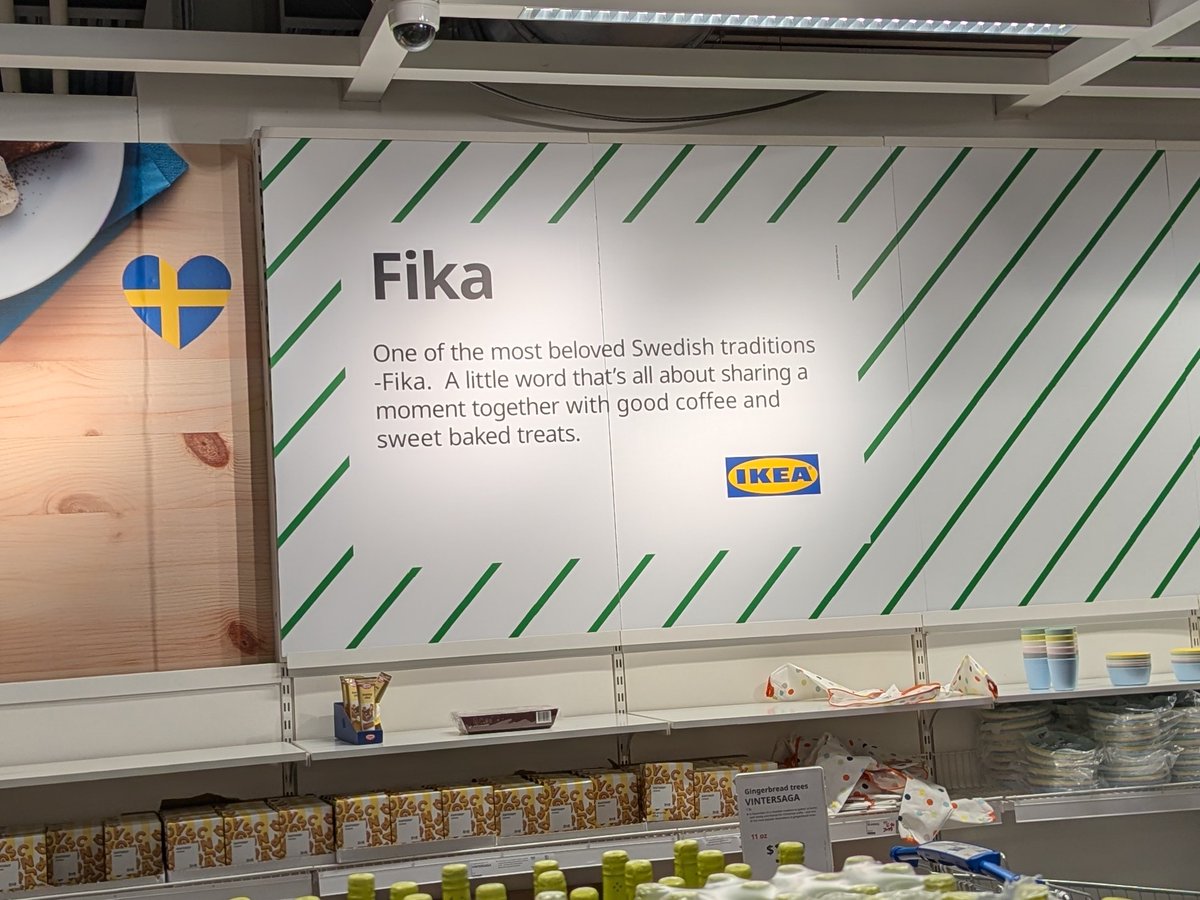 Fika
One of the most beloved Swedish traditions
-Fika.  A little word that's all about sharing a
moment together with good coffee and
sweet baked treats.
IKEA
Gingerbread trees
VINTERSAGA
11 oz